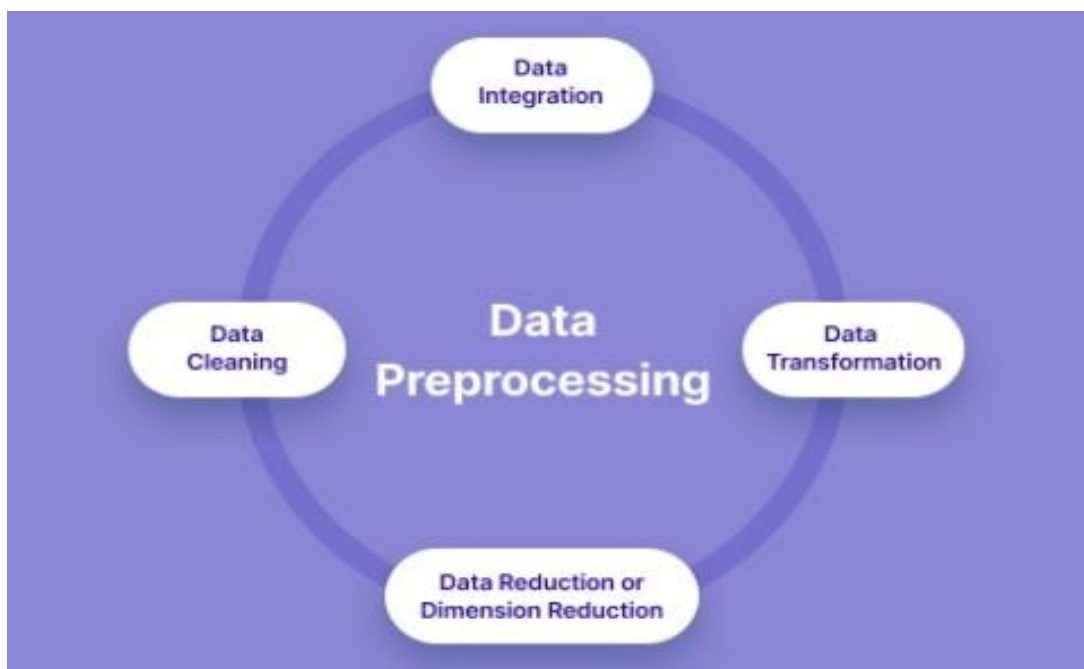 Data
Integration
Data
Cleaning
Data
Preprocessing
Data
Transformation
Data Reduction or
Dimension Reduction